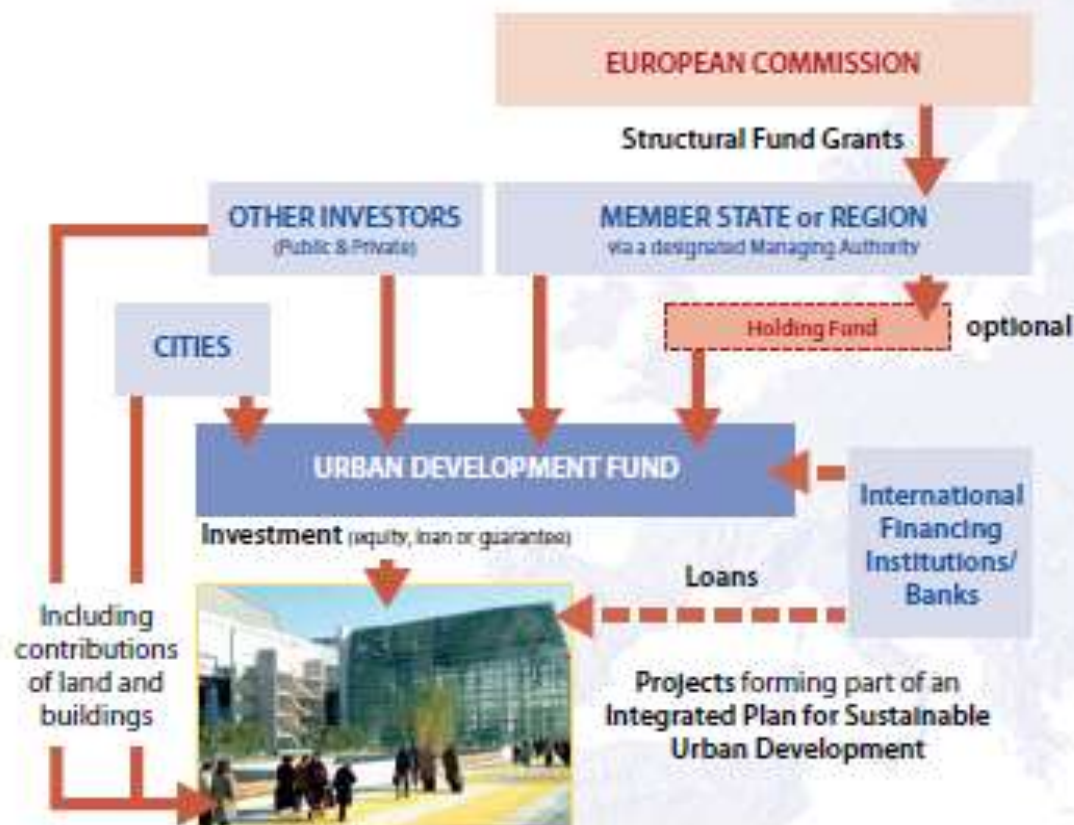 EUROPEAN COMMISSION
Structural Fund Grants
OTHER INVESTORS
(Public & Private)
MEMBER STATE or REGION
via a designated Managing Authority
CITIES
Holding Fund
optional
URBAN DEVELOPMENT FUND
International
Financing
Institutions/
Banks
Investment (equity, loan or guarantee)
Loans
Including
contributions
of land and
buildings
Projects forming part of an
Integrated Plan for Sustainable
Urban Development